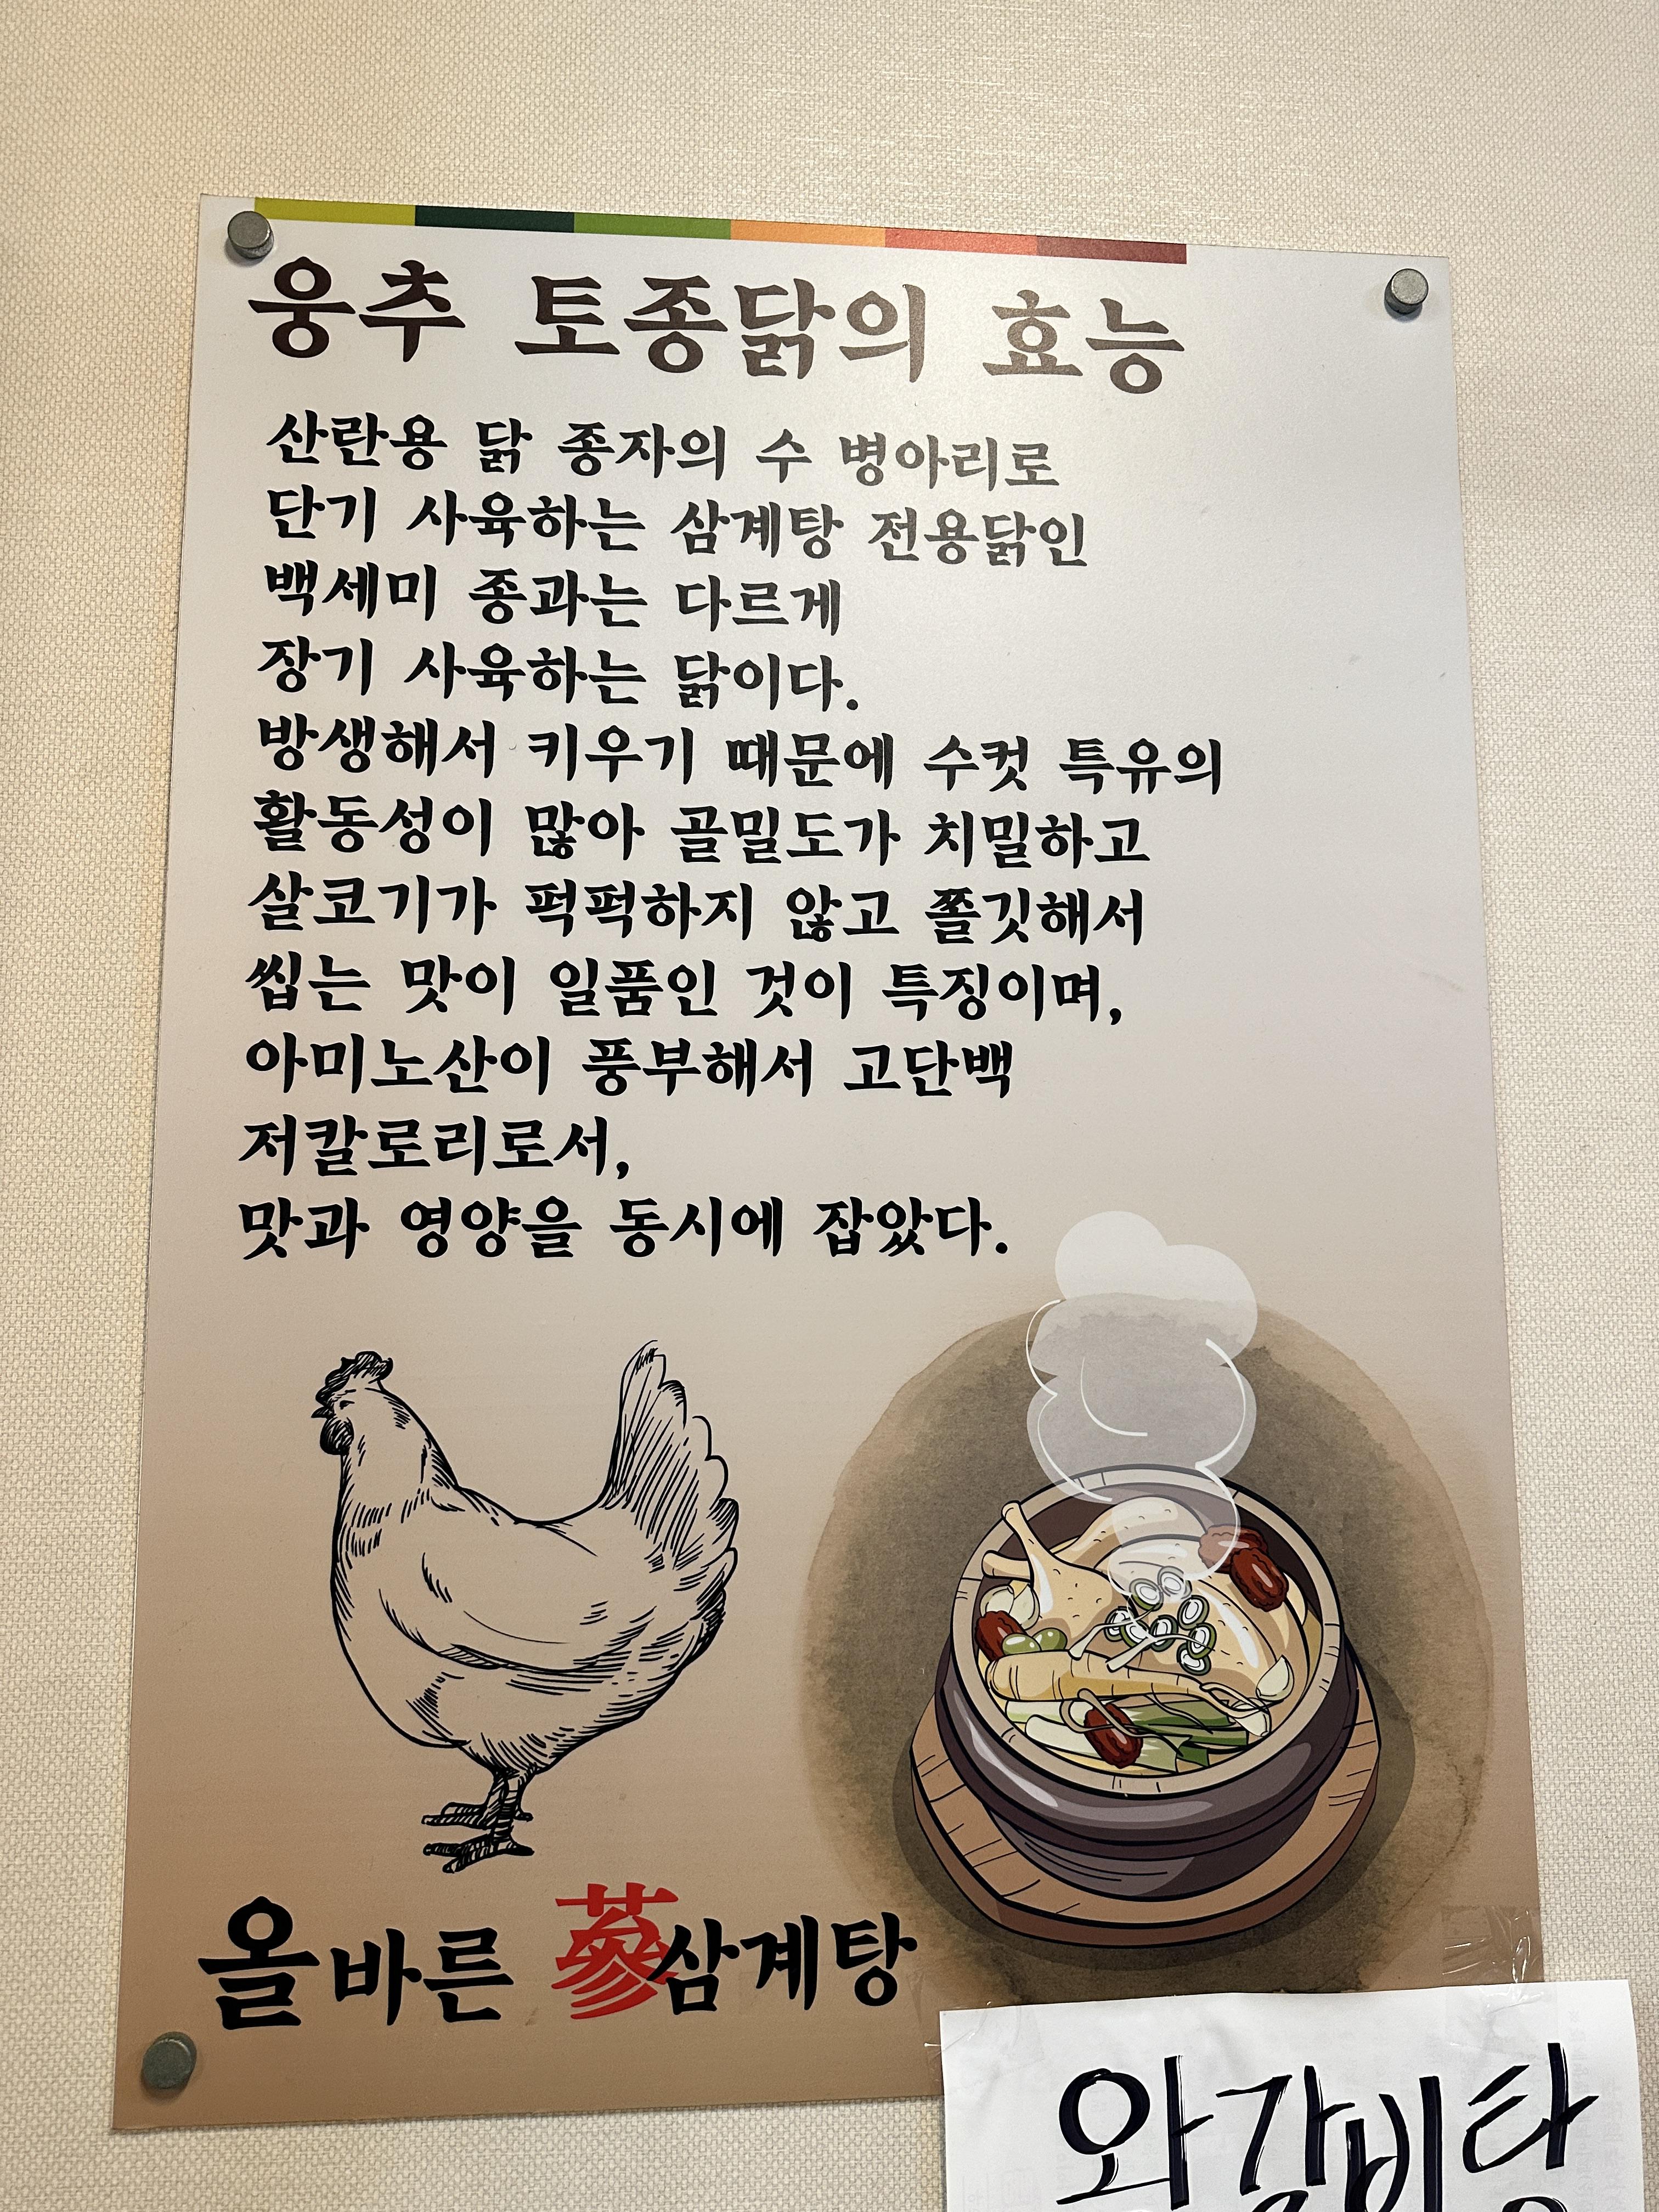 웅추 토종닭의 효능
산란용 닭 종자의 수 병아리로
단기 사육하는 삼계탕 전용닭인
백세미 종과는 다르게
장기 사육하는 닭이다.
방생해서 키우기 때문에 수컷 특유의
활동성이 많아 골밀도가 치밀하고
살코기가 퍽퍽하지 않고 쫄깃해서
씹는 맛이 일품인 것이 특징이며,
아미노산이 풍부해서 고단백
저칼로리로서,
맛과 영양을 동시에 잡았다.
올바른 蔘삼계탕
왕갈비탕